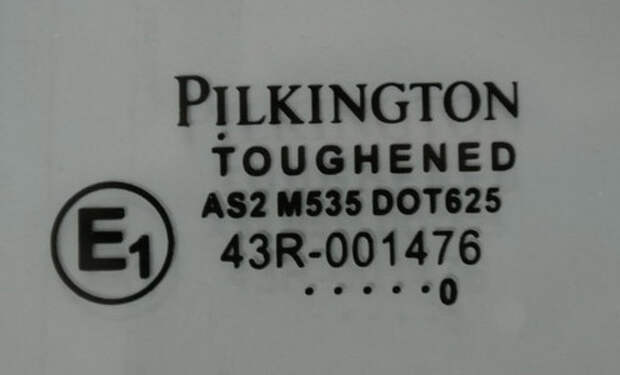 PILKINGTON
TOUGHENED
AS2 M535 DOT625
E1
43R-001476
·····0